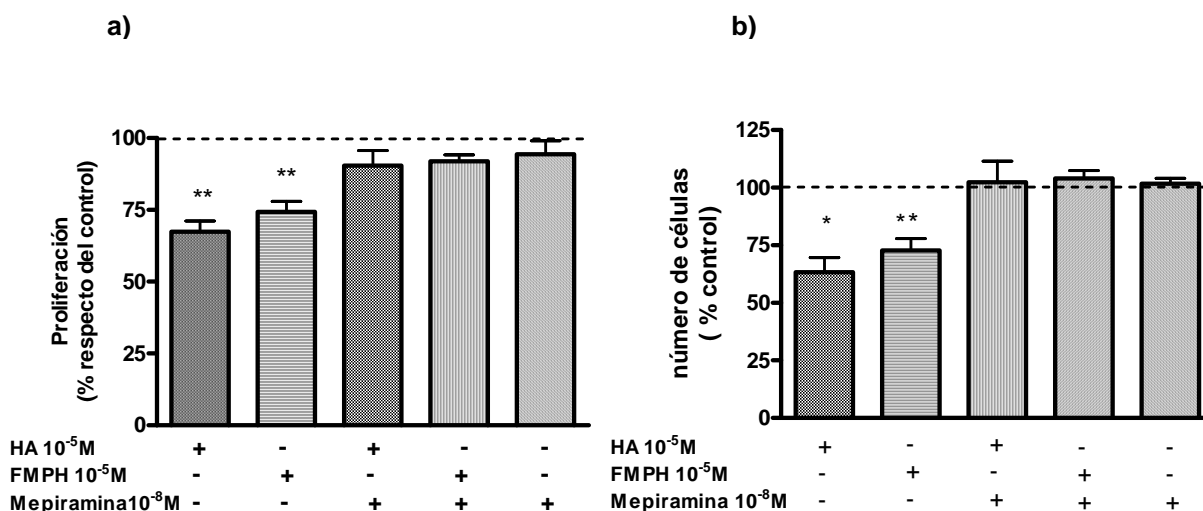 a)
Proliferación
(% respecto del control)
100
75
50
25
0
** **
HA 10⁻⁵M + - + - -
FMPH 10⁻⁵M - + - + -
Mepiramina10⁻⁸M - - + + +
b)
número de células
( % control)
125
100
75
50
25
0
* **
HA 10⁻⁵M + - + - -
FMPH 10⁻⁵M - + - + -
Mepiramina 10⁻⁸M - - + + +